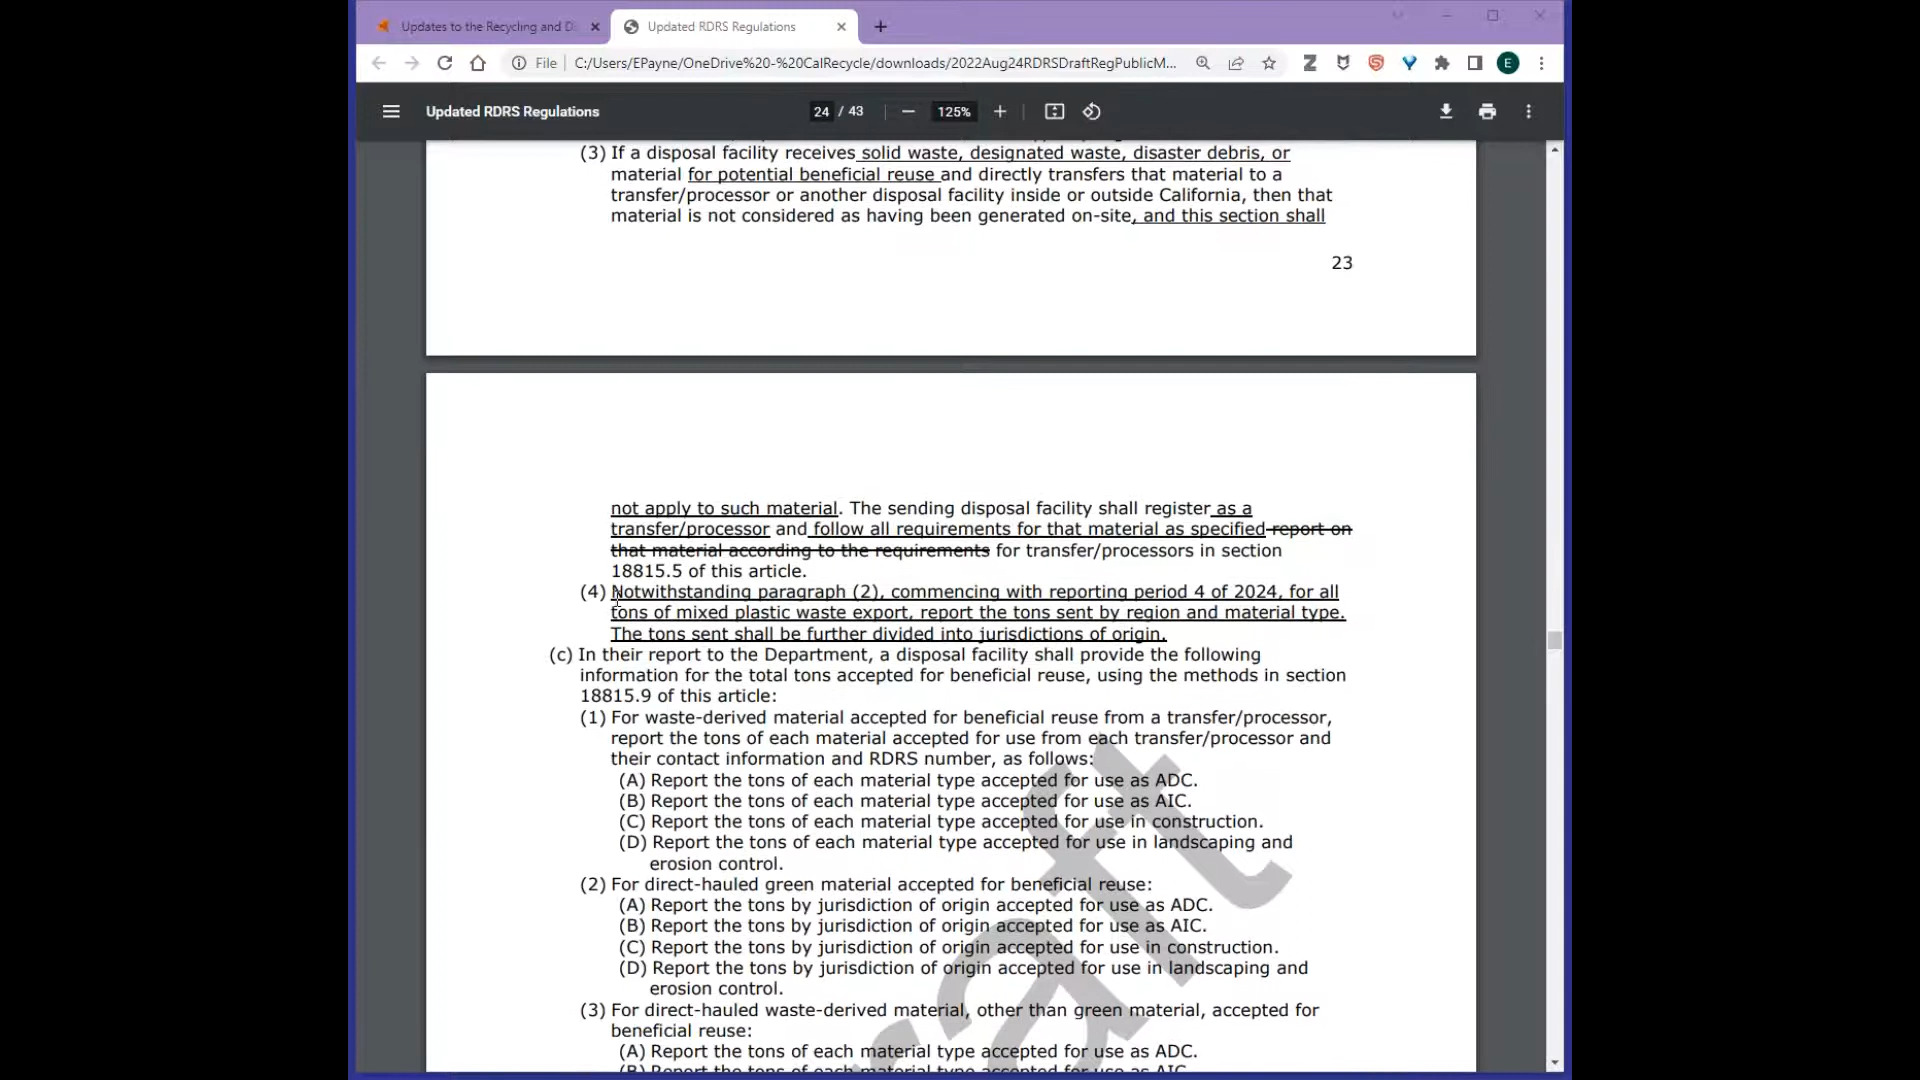 Updates to the Recycling and D
Updated RDRS Regulations
File C:/Users/EPayne/OneDrive%20-%20CalRecycle/downloads/2022Aug24RDRSDraftRegPublicM...
E
Updated RDRS Regulations
24 / 43
125%
(3) If a disposal facility receives solid waste, designated waste, disaster debris, or
material for potential beneficial reuse and directly transfers that material to a
transfer/processor or another disposal facility inside or outside California, then that
material is not considered as having been generated on-site, and this section shall
23
not apply to such material. The sending disposal facility shall register as a
transfer/processor and follow all requirements for that material as specified report on
that material according to the requirements for transfer/processors in section
18815.5 of this article.
(4) Notwithstanding paragraph (2), commencing with reporting period 4 of 2024, for all
tons of mixed plastic waste export, report the tons sent by region and material type.
The tons sent shall be further divided into jurisdictions of origin.
(c) In their report to the Department, a disposal facility shall provide the following
information for the total tons accepted for beneficial reuse, using the methods in section
18815.9 of this article:
(1) For waste-derived material accepted for beneficial reuse from a transfer/processor,
report the tons of each material accepted for use from each transfer/processor and
their contact information and RDRS number, as follows:
(A) Report the tons of each material type accepted for use as ADC.
(B) Report the tons of each material type accepted for use as AIC.
(C) Report the tons of each material type accepted for use in construction.
(D) Report the tons of each material type accepted for use in landscaping and
erosion control.
(2) For direct-hauled green material accepted for beneficial reuse:
(A) Report the tons by jurisdiction of origin accepted for use as ADC.
(B) Report the tons by jurisdiction of origin accepted for use as AIC.
(C) Report the tons by jurisdiction of origin accepted for use in construction.
(D) Report the tons by jurisdiction of origin accepted for use in landscaping and
erosion control.
(3) For direct-hauled waste-derived material, other than green material, accepted for
beneficial reuse:
(A) Report the tons of each material type accepted for use as ADC.
(B) Report the tons of each material type accepted for use as AIC.